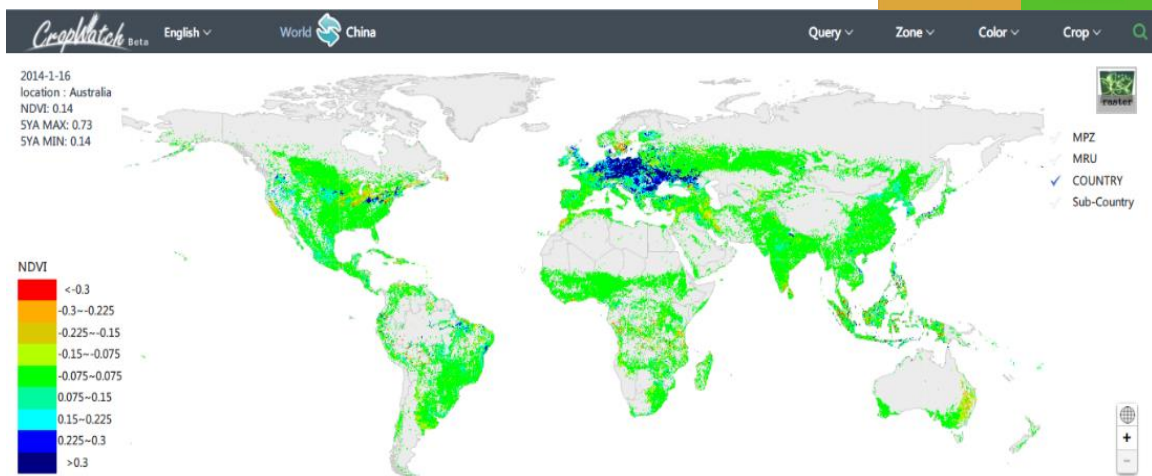 CropWatch Beta English World China Query Zone Color Crop
2014-1-16
location : Australia
NDVI: 0.14
5YA MAX: 0.73
5YA MIN: 0.14
raster
MPZ
MRU
COUNTRY
Sub-Country
NDVI
<-0.3
-0.3~-0.225
-0.225~-0.15
-0.15~-0.075
-0.075~0.075
0.075~0.15
0.15~0.225
0.225~0.3
>0.3
+
-